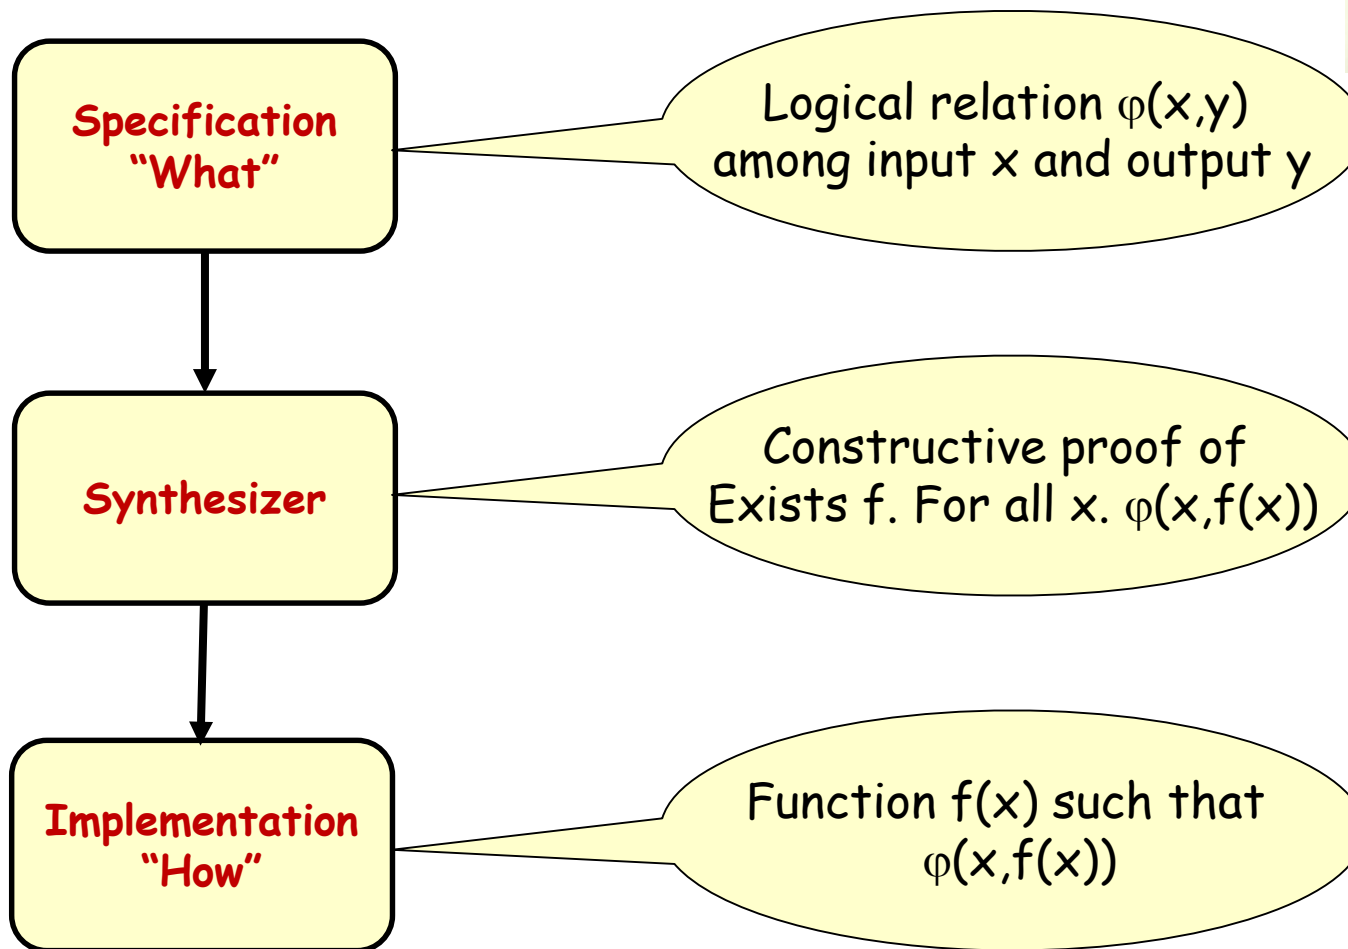 Specification
“What”
Logical relation φ(x,y)
among input x and output y
Synthesizer
Constructive proof of
Exists f. For all x. φ(x,f(x))
Implementation
“How”
Function f(x) such that
φ(x,f(x))